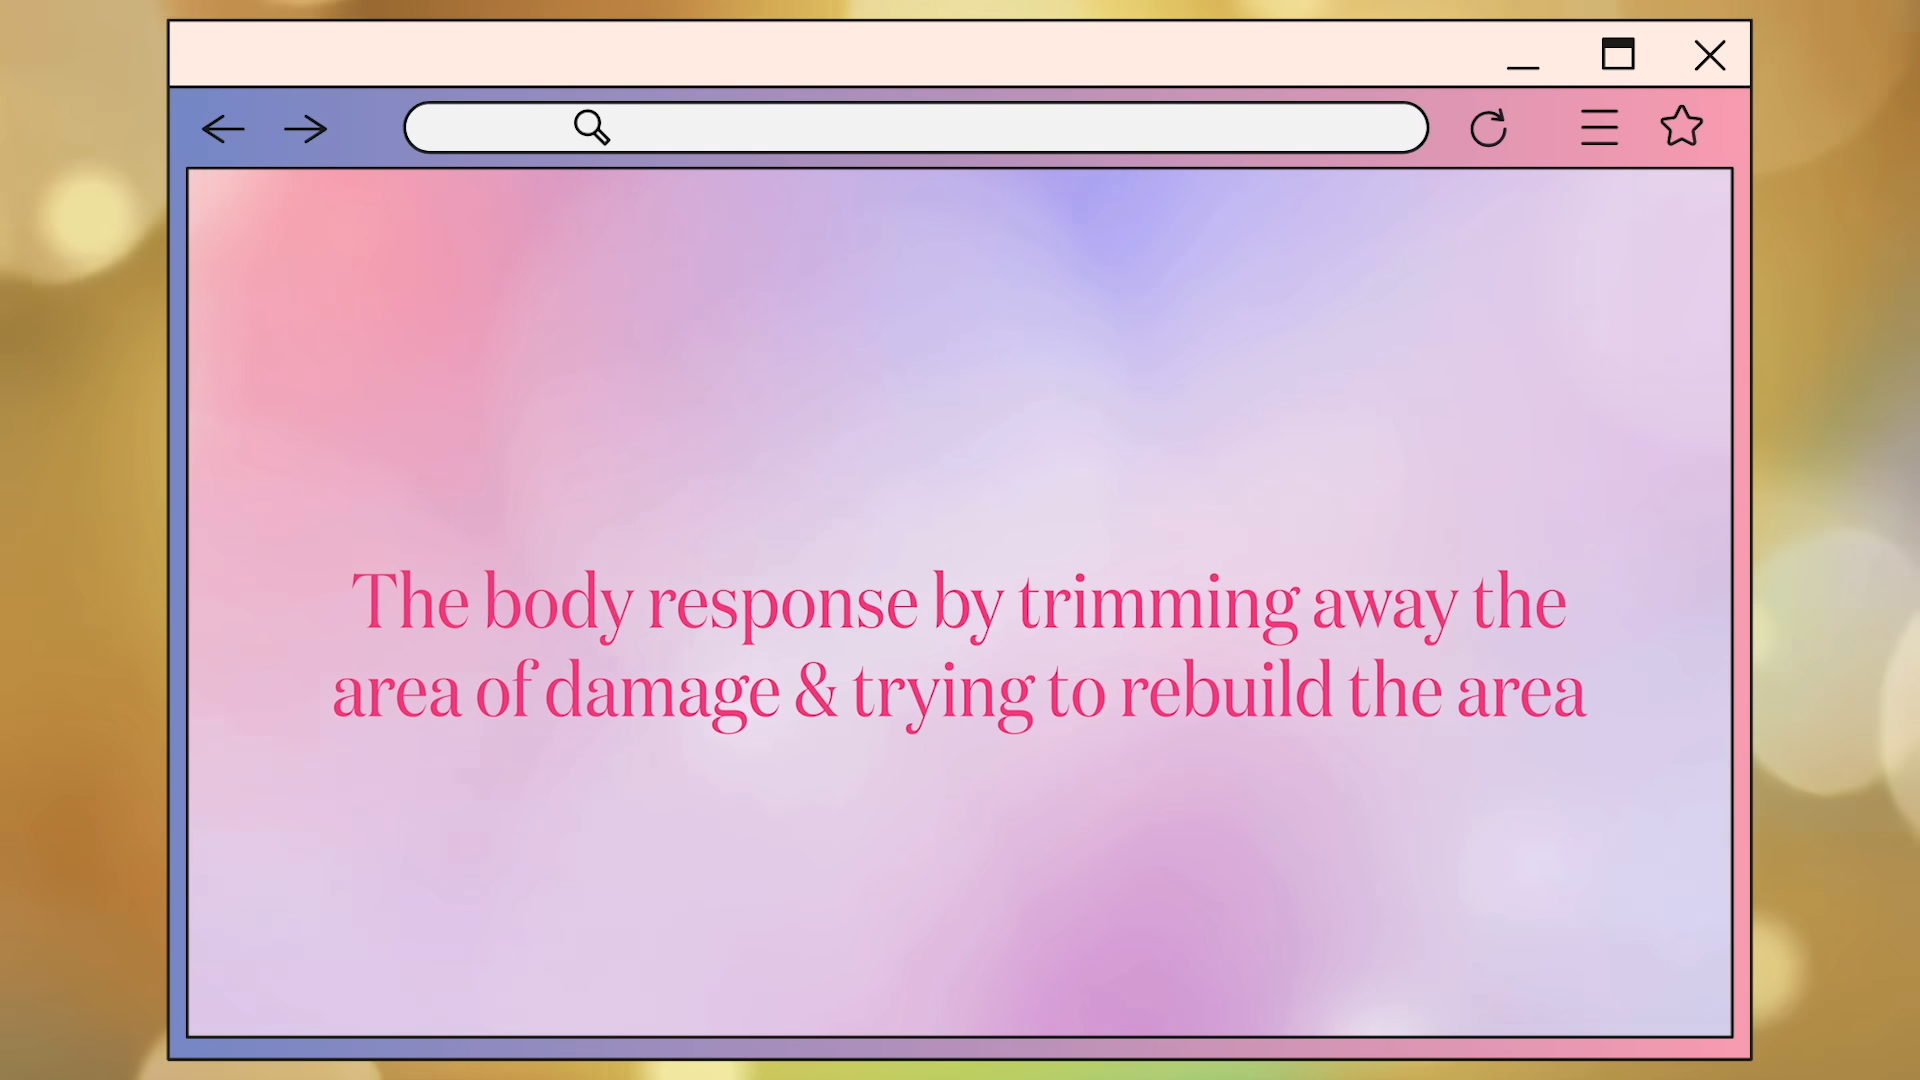 The body response by trimming away the
area of damage & trying to rebuild the area